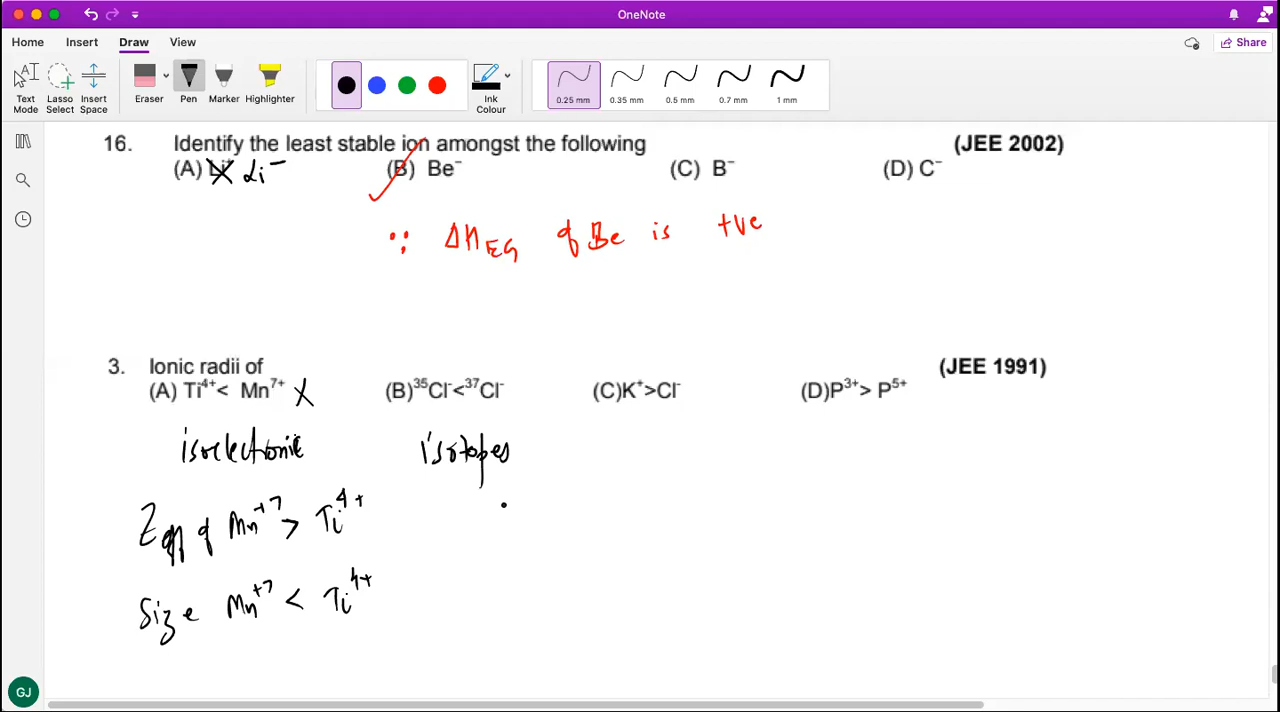 OneNote
Home Insert Draw View
Share
Text Mode
Lasso Select
Insert Space
Eraser
Pen
Marker
Highlighter
Ink Colour
0.25 mm
0.35 mm
0.5 mm
0.7 mm
1 mm
16. Identify the least stable ion amongst the following (JEE 2002)
(A) Li⁻ (B) Be⁻ (C) B⁻ (D) C⁻
∵ ΔH_EG of Be is +ve
3. Ionic radii of (JEE 1991)
(A) Ti⁴⁺< Mn⁷⁺ X (B)³⁵Cl⁻<³⁷Cl⁻ (C)K⁺>Cl⁻ (D)P³⁺> P⁵⁺
isoelectronic isotopes
Zeff of Mn⁺⁷ > Ti⁴⁺
Size Mn⁺⁷ < Ti⁴⁺
GJ